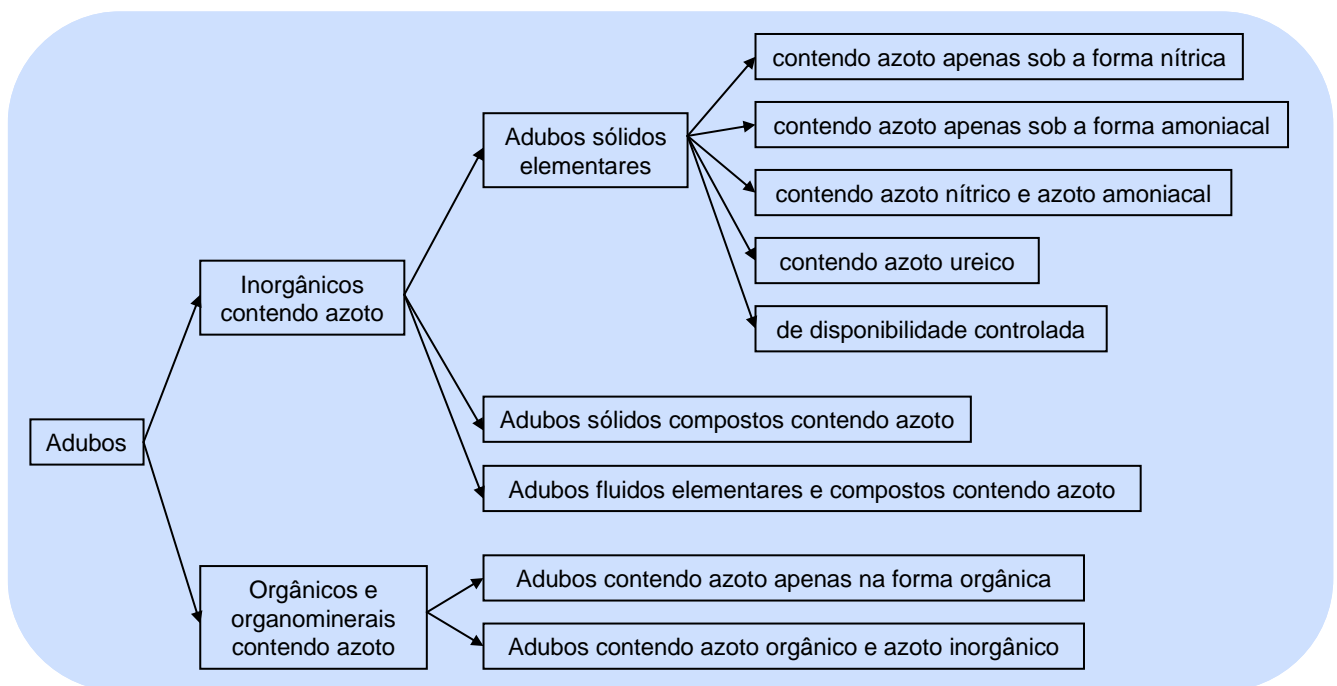 contendo azoto apenas sob a forma nítrica
contendo azoto apenas sob a forma amoniacal
Adubos sólidos
elementares
contendo azoto nítrico e azoto amoniacal
contendo azoto ureico
Inorgânicos
contendo azoto
de disponibilidade controlada
Adubos sólidos compostos contendo azoto
Adubos
Adubos fluidos elementares e compostos contendo azoto
Adubos contendo azoto apenas na forma orgânica
Orgânicos e
organominerais
contendo azoto
Adubos contendo azoto orgânico e azoto inorgânico